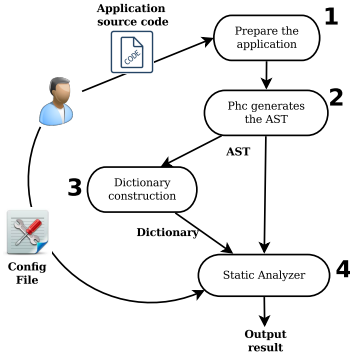 Application
source code
CODE
Prepare the
application
1
Phc generates
the AST
2
AST
3
Dictionary
construction
Dictionary
Config
File
Static Analyzer
4
Output
result